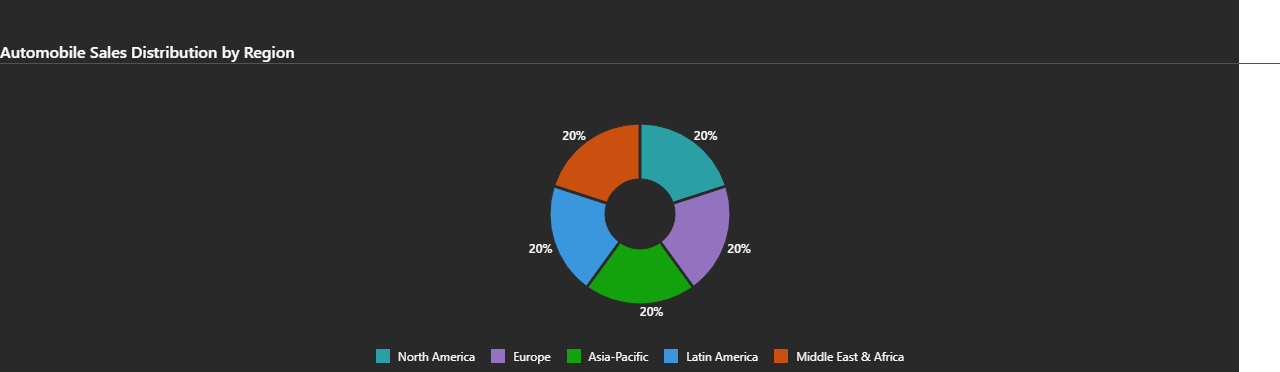 Automobile Sales Distribution by Region
20%
20%
20%
20%
20%
North America
Europe
Asia-Pacific
Latin America
Middle East & Africa